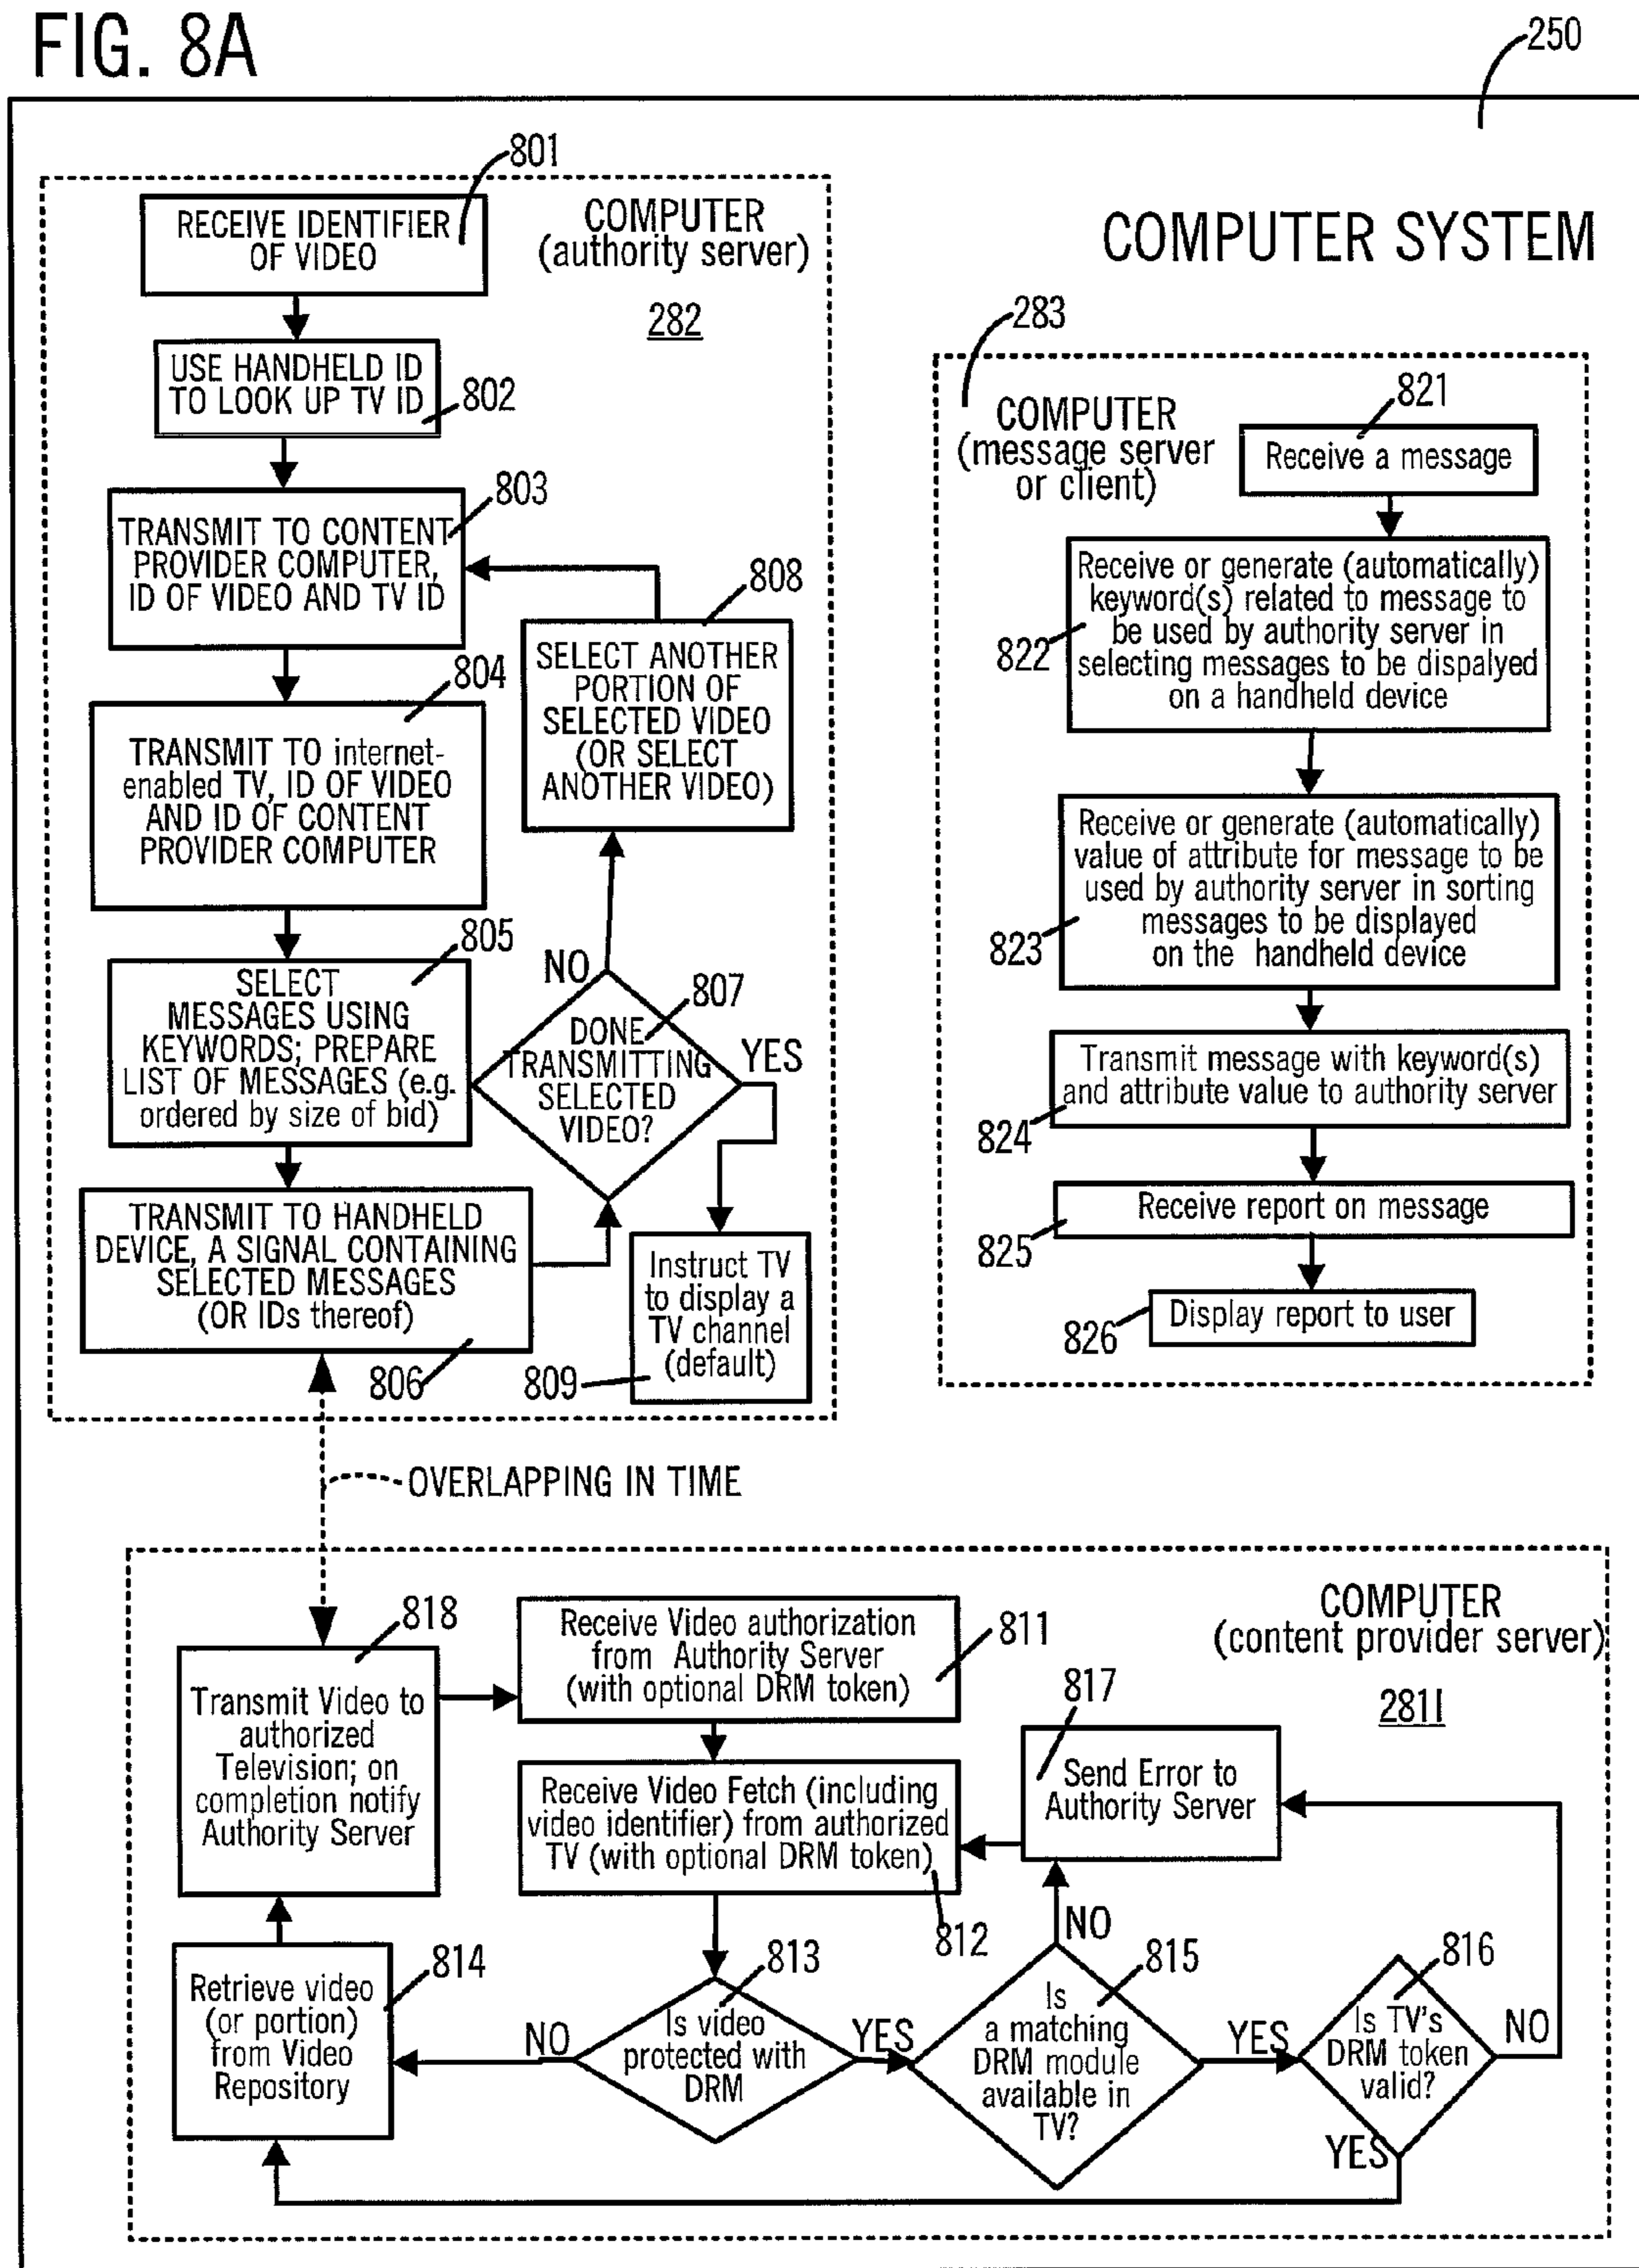 FIG. 8A
250
801
RECEIVE IDENTIFIER
OF VIDEO
COMPUTER
(authority server)
282
USE HANDHELD ID
TO LOOK UP TV ID
802
803
TRANSMIT TO CONTENT
PROVIDER COMPUTER,
ID OF VIDEO AND TV ID
804
TRANSMIT TO internet-
enabled TV, ID OF VIDEO
AND ID OF CONTENT
PROVIDER COMPUTER
805
SELECT
MESSAGES USING
KEYWORDS; PREPARE
LIST OF MESSAGES (e.g.
ordered by size of bid)
TRANSMIT TO HANDHELD
DEVICE, A SIGNAL CONTAINING
SELECTED MESSAGES
(OR IDs thereof)
806
808
SELECT ANOTHER
PORTION OF
SELECTED VIDEO
(OR SELECT
ANOTHER VIDEO)
NO
807
DONE
TRANSMITTING
SELECTED
VIDEO?
YES
Instruct TV
to display a
TV channel
(default)
809
COMPUTER SYSTEM
283
COMPUTER
(message server
or client)
821
Receive a message
Receive or generate (automatically)
keyword(s) related to message to
be used by authority server in
selecting messages to be dispalyed
on a handheld device
822
Receive or generate (automatically)
value of attribute for message to be
used by authority server in sorting
messages to be displayed
on the handheld device
823
Transmit message with keyword(s)
and attribute value to authority server
824
Receive report on message
825
Display report to user
826
OVERLAPPING IN TIME
COMPUTER
(content provider server)
281I
818
Transmit Video to
authorized
Television; on
completion notify
Authority Server
Receive Video authorization
from Authority Server
(with optional DRM token)
811
Receive Video Fetch (including
video identifier) from authorized
TV (with optional DRM token)
812
817
Send Error to
Authority Server
814
Retrieve video
(or portion)
from Video
Repository
NO
813
Is video
protected with
DRM
YES
NO
815
Is
a matching
DRM module
available in
TV?
YES
816
Is TV's
DRM token
valid?
NO
YES